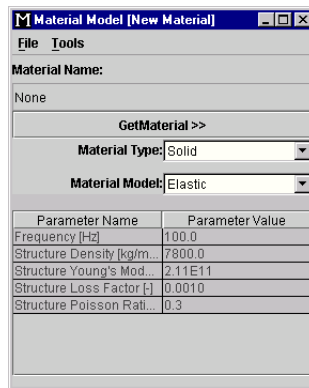 Material Model [New Material]
File Tools
Material Name:
None
GetMaterial >>
Material Type: Solid
Material Model: Elastic
Parameter Name Parameter Value
Frequency [Hz] 100.0
Structure Density [kg/m... 7800.0
Structure Young's Mod... 2.11E11
Structure Loss Factor [-] 0.0010
Structure Poisson Rati... 0.3